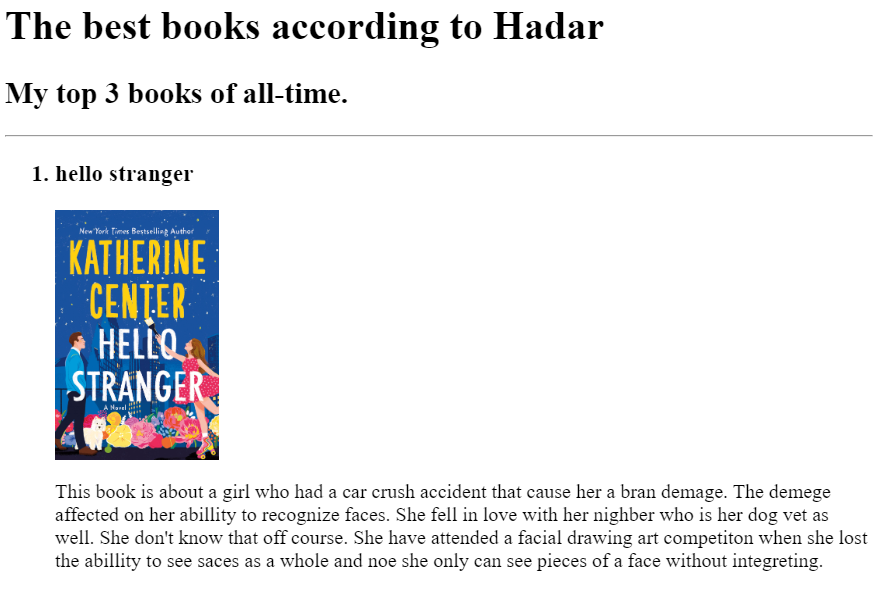 The best books according to Hadar
My top 3 books of all-time.
1. hello stranger
New York Times Bestselling Author
KATHERINE
CENTER
HELLO
STRANGER
A Novel
This book is about a girl who had a car crush accident that cause her a bran demage. The demege
affected on her abillity to recognize faces. She fell in love with her nighber who is her dog vet as
well. She don't know that off course. She have attended a facial drawing art competiton when she lost
the abillity to see saces as a whole and noe she only can see pieces of a face without integreting.